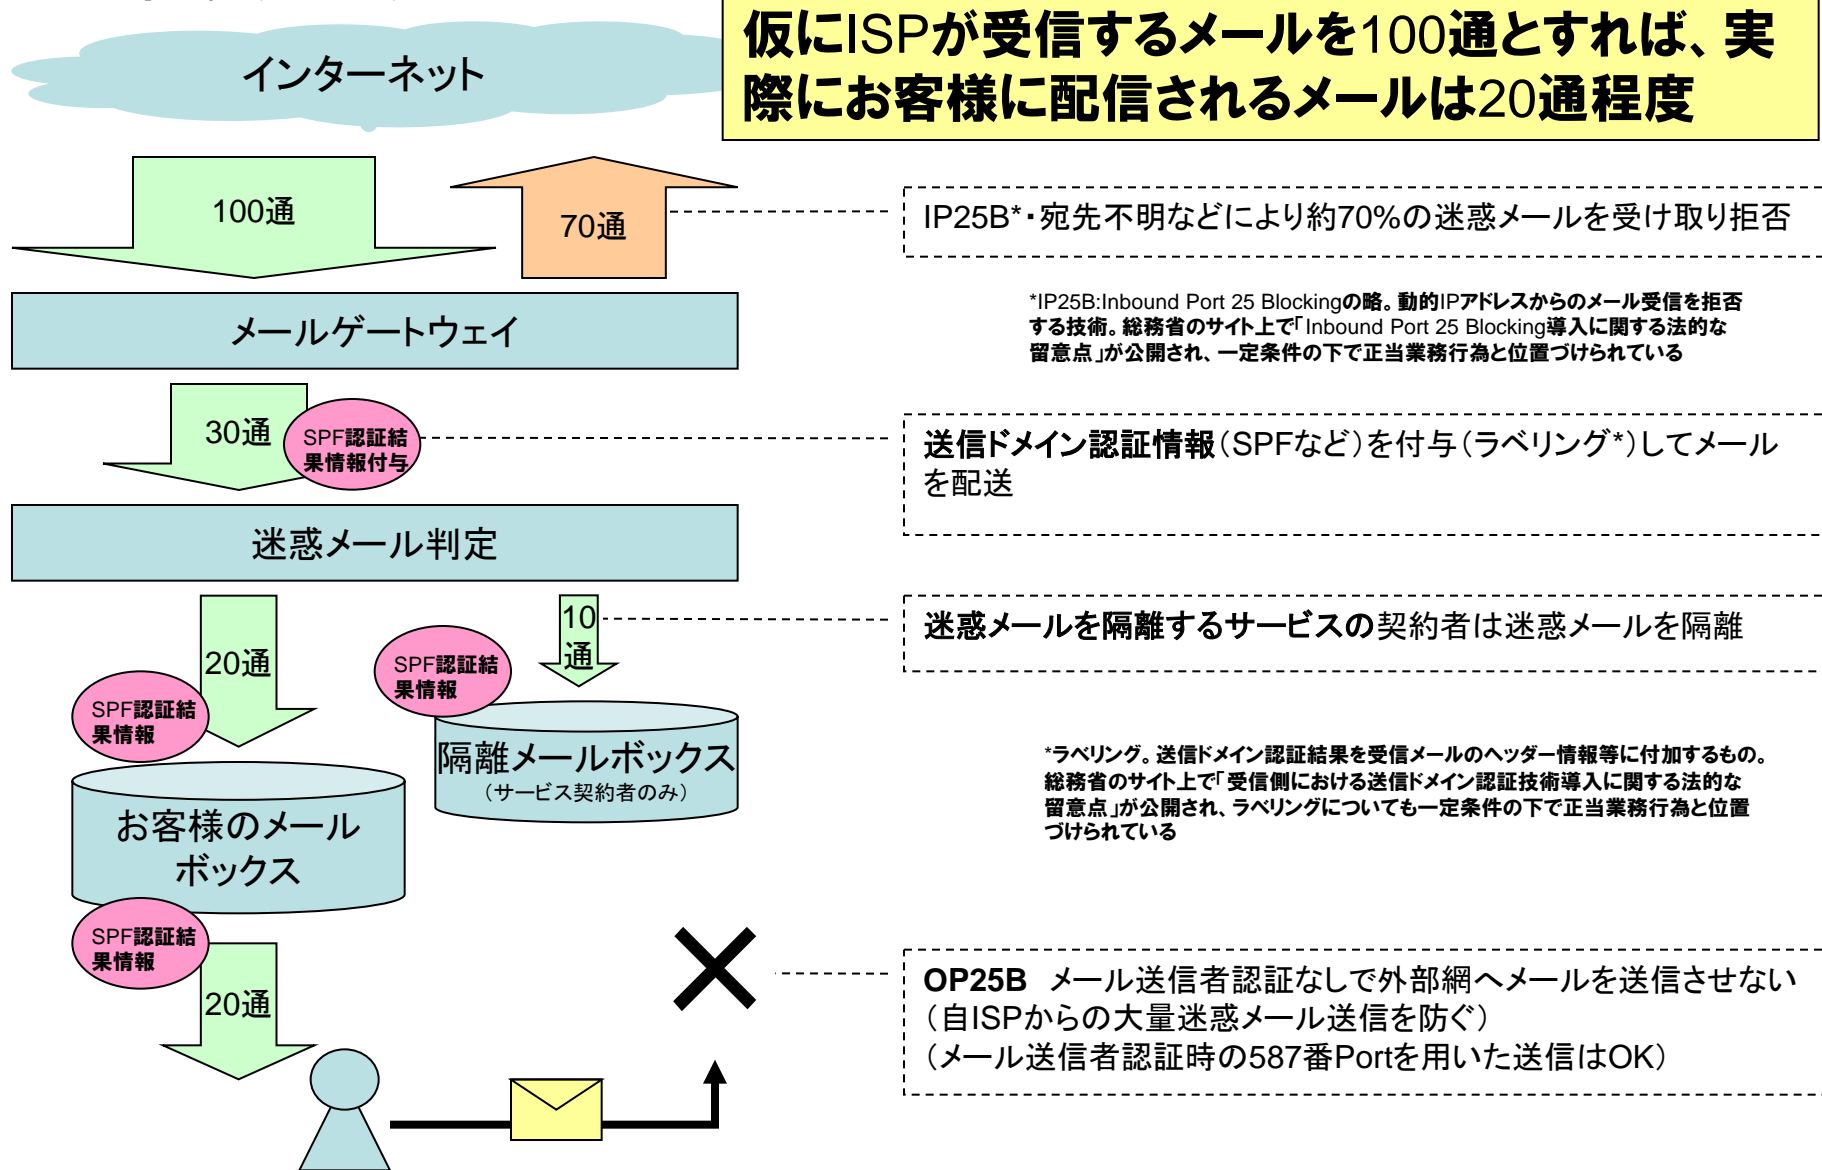 仮にISPが受信するメールを100通とすれば、実
際にお客様に配信されるメールは20通程度
インターネット
100通
70通
IP25B*・宛先不明などにより約70%の迷惑メールを受け取り拒否
*IP25B:Inbound Port 25 Blockingの略。動的IPアドレスからのメール受信を拒否
する技術。総務省のサイト上で「Inbound Port 25 Blocking導入に関する法的な
留意点」が公開され、一定条件の下で正当業務行為と位置づけられている
メールゲートウェイ
30通
SPF認証結
果情報付与
送信ドメイン認証情報（SPFなど）を付与（ラベリング*）してメール
を配送
迷惑メール判定
20通
10
通
SPF認証結
果情報
SPF認証結
果情報
迷惑メールを隔離するサービスの契約者は迷惑メールを隔離
隔離メールボックス
（サービス契約者のみ）
*ラベリング。送信ドメイン認証結果を受信メールのヘッダー情報等に付加するもの。
総務省のサイト上で「受信側における送信ドメイン認証技術導入に関する法的な
留意点」が公開され、ラベリングについても一定条件の下で正当業務行為と位置
づけられている
お客様のメール
ボックス
SPF認証結
果情報
20通
OP25B　メール送信者認証なしで外部網へメールを送信させない
（自ISPからの大量迷惑メール送信を防ぐ）
（メール送信者認証時の587番Portを用いた送信はOK）